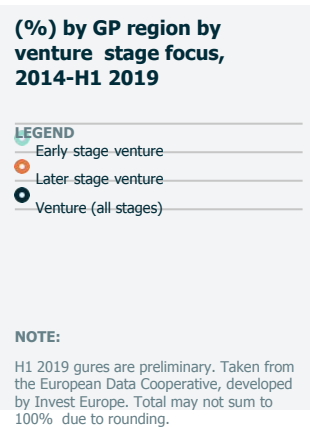 (%) by GP region by
venture stage focus,
2014-H1 2019
LEGEND
Early stage venture
Later stage venture
Venture (all stages)
NOTE:
H1 2019 gures are preliminary. Taken from
the European Data Cooperative, developed
by Invest Europe. Total may not sum to
100% due to rounding.